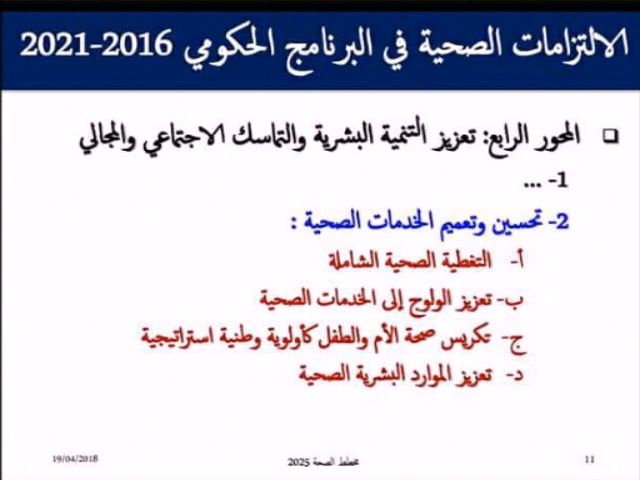 الالتزامات الصحية في البرنامج الحكومي 2016-2021
المحور الرابع: تعزيز التنمية البشرية والتماسك الاجتماعي والمجالي
1- ...
2- تحسين وتعميم الخدمات الصحية :
أ- التغطية الصحية الشاملة
ب- تعزيز الولوج إلى الخدمات الصحية
ج- تكريس صحة الأم والطفل كأولوية وطنية استراتيجية
د- تعزيز الموارد البشرية الصحية
11
مخطط الصحة 2025
19/04/2018